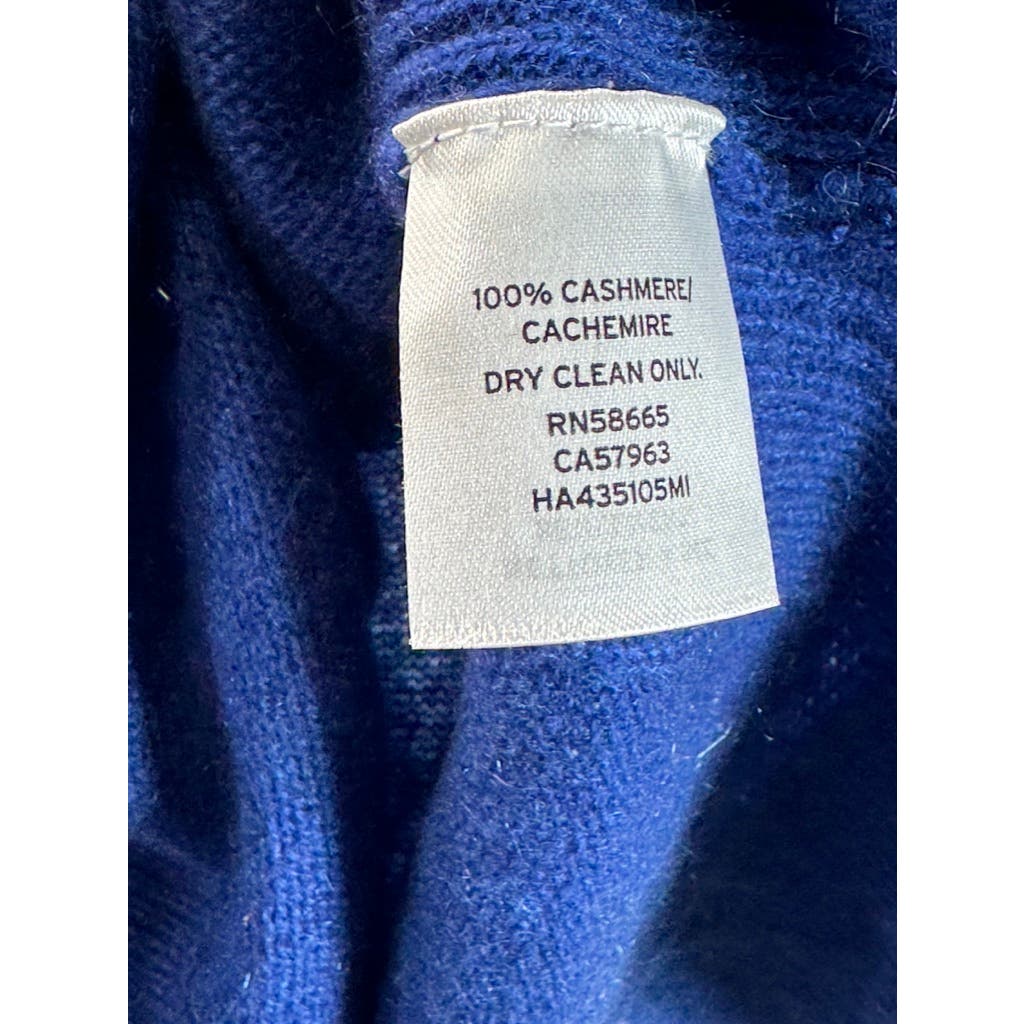 100% CASHMERE/
CACHEMIRE
DRY CLEAN ONLY.
RN58665
CA57963
HA435105MI